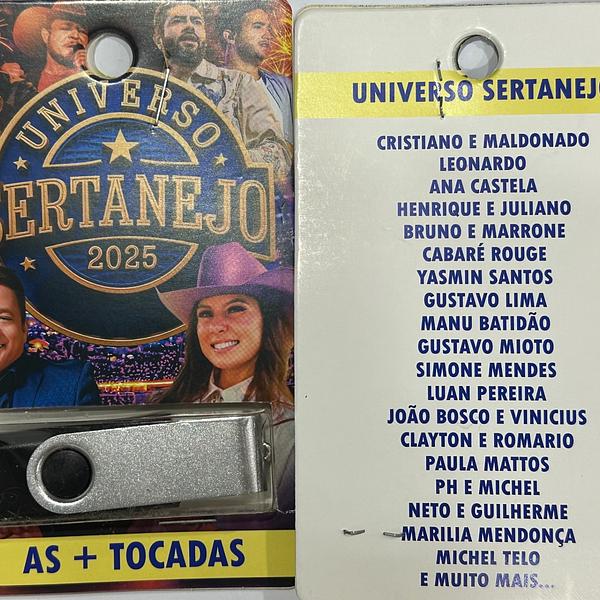 UNIVERSO
SERTANEJO
2025
AS + TOCADAS
UNIVERSO SERTANEJO
CRISTIANO E MALDONADO
LEONARDO
ANA CASTELA
HENRIQUE E JULIANO
BRUNO E MARRONE
CABARÉ ROUGE
YASMIN SANTOS
GUSTAVO LIMA
MANU BATIDÃO
GUSTAVO MIOTO
SIMONE MENDES
LUAN PEREIRA
JOÃO BOSCO E VINICIUS
CLAYTON E ROMARIO
PAULA MATTOS
PH E MICHEL
NETO E GUILHERME
MARILIA MENDONÇA
MICHEL TELO
E MUITO MAIS...